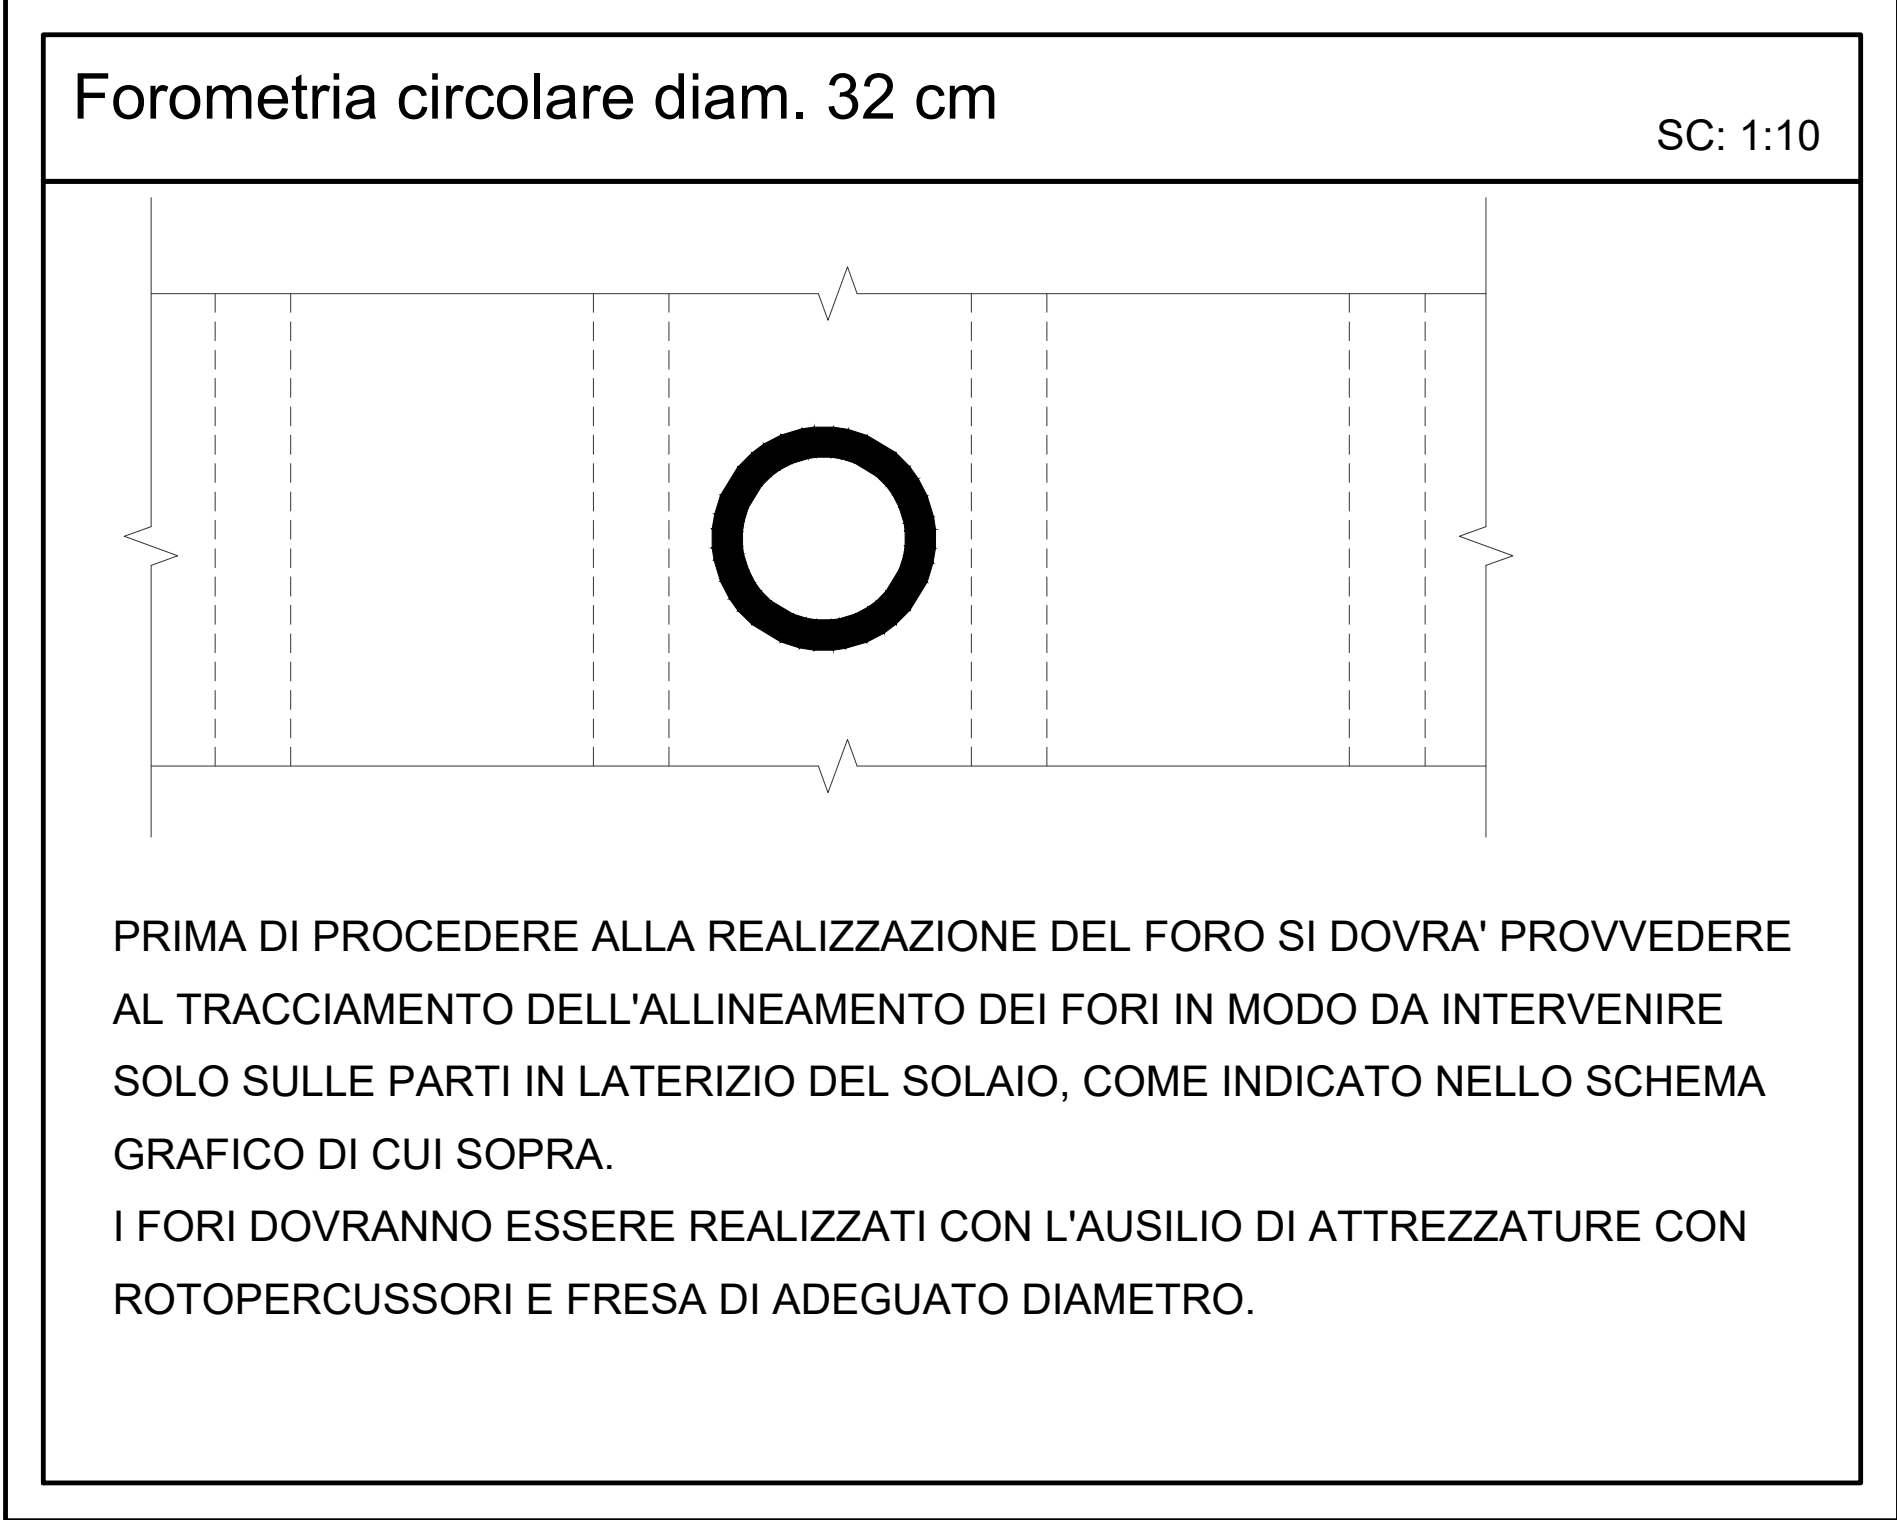 Forometria circolare diam. 32 cm
SC: 1:10
PRIMA DI PROCEDERE ALLA REALIZZAZIONE DEL FORO SI DOVRA' PROVVEDERE
AL TRACCIAMENTO DELL'ALLINEAMENTO DEI FORI IN MODO DA INTERVENIRE
SOLO SULLE PARTI IN LATERIZIO DEL SOLAIO, COME INDICATO NELLO SCHEMA
GRAFICO DI CUI SOPRA.
I FORI DOVRANNO ESSERE REALIZZATI CON L'AUSILIO DI ATTREZZATURE CON
ROTOPERCUSSORI E FRESA DI ADEGUATO DIAMETRO.